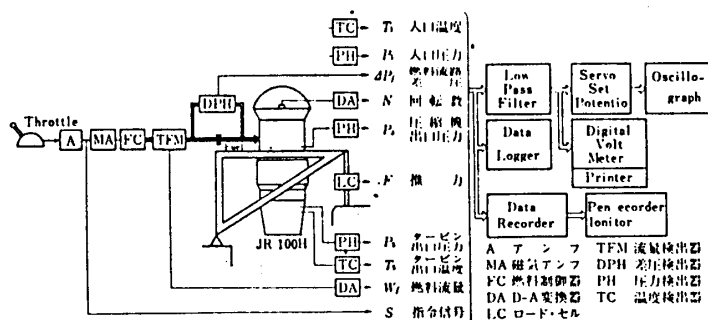 TC T₁ 入口温度
PH P₁ 入口圧力
ΔPf 燃料流路差圧
DPH
DA N 回転数
PH P₃ 圧縮機出口圧力
Throttle
A MA FC TFM
LC F 推力
JR 100H
PH P₅ タービン出口圧力
TC T₅ タービン出口温度
DA Wf 燃料流量
S 指令信号
Low Pass Filter
Servo Set Potentio
Oscillograph
Data Logger
Digital Volt Meter
Printer
Data Recorder
Pen ecorder
Ionitor
A アンプ TFM 流量検出器
MA 磁気アンプ DPH 差圧検出器
FC 燃料制御器 PH 圧力検出器
DA D-A変換器 TC 温度検出器
LC ロード・セル